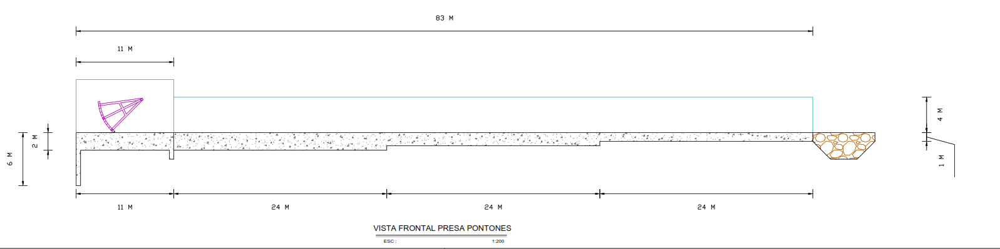 83 M
11 M
4 M
2 M
6 M
1 M
11 M
24 M
24 M
24 M
VISTA FRONTAL PRESA PONTONES
ESC : 1:200